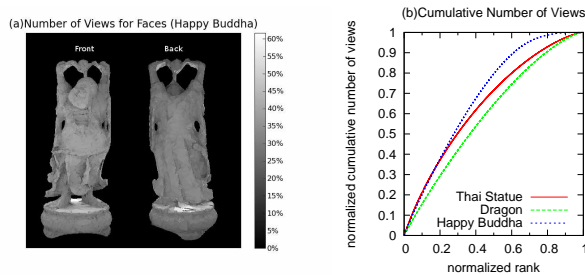 (a)Number of Views for Faces (Happy Buddha)
Front Back
60%
55%
50%
45%
40%
35%
30%
25%
20%
15%
10%
5%
0%
(b)Cumulative Number of Views
normalized cumulative number of views
1
0.9
0.8
0.7
0.6
0.5
0.4
0.3
0.2
0.1
0
Thai Statue
Dragon
Happy Buddha
0 0.2 0.4 0.6 0.8 1
normalized rank